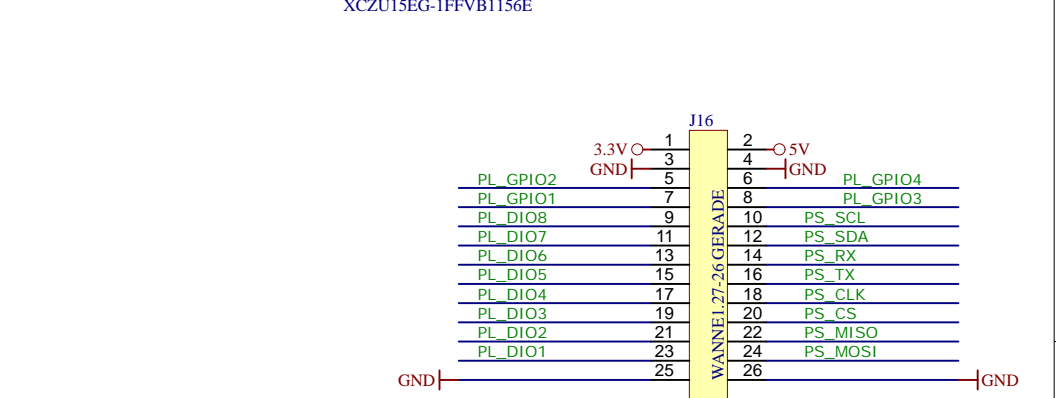 XCZU15EG-1FFVB1156E
J16
3.3V 1 2 5V
GND 3 4 GND
PL_GPIO2 5 6 PL_GPIO4
PL_GPIO1 7 8 PL_GPIO3
PL_DIO8 9 10 PS_SCL
PL_DIO7 11 12 PS_SDA
PL_DIO6 13 14 PS_RX
PL_DIO5 15 16 PS_TX
PL_DIO4 17 18 PS_CLK
PL_DIO3 19 20 PS_CS
PL_DIO2 21 22 PS_MISO
PL_DIO1 23 24 PS_MOSI
GND 25 26 GND
WANNE1.27-26 GERADE